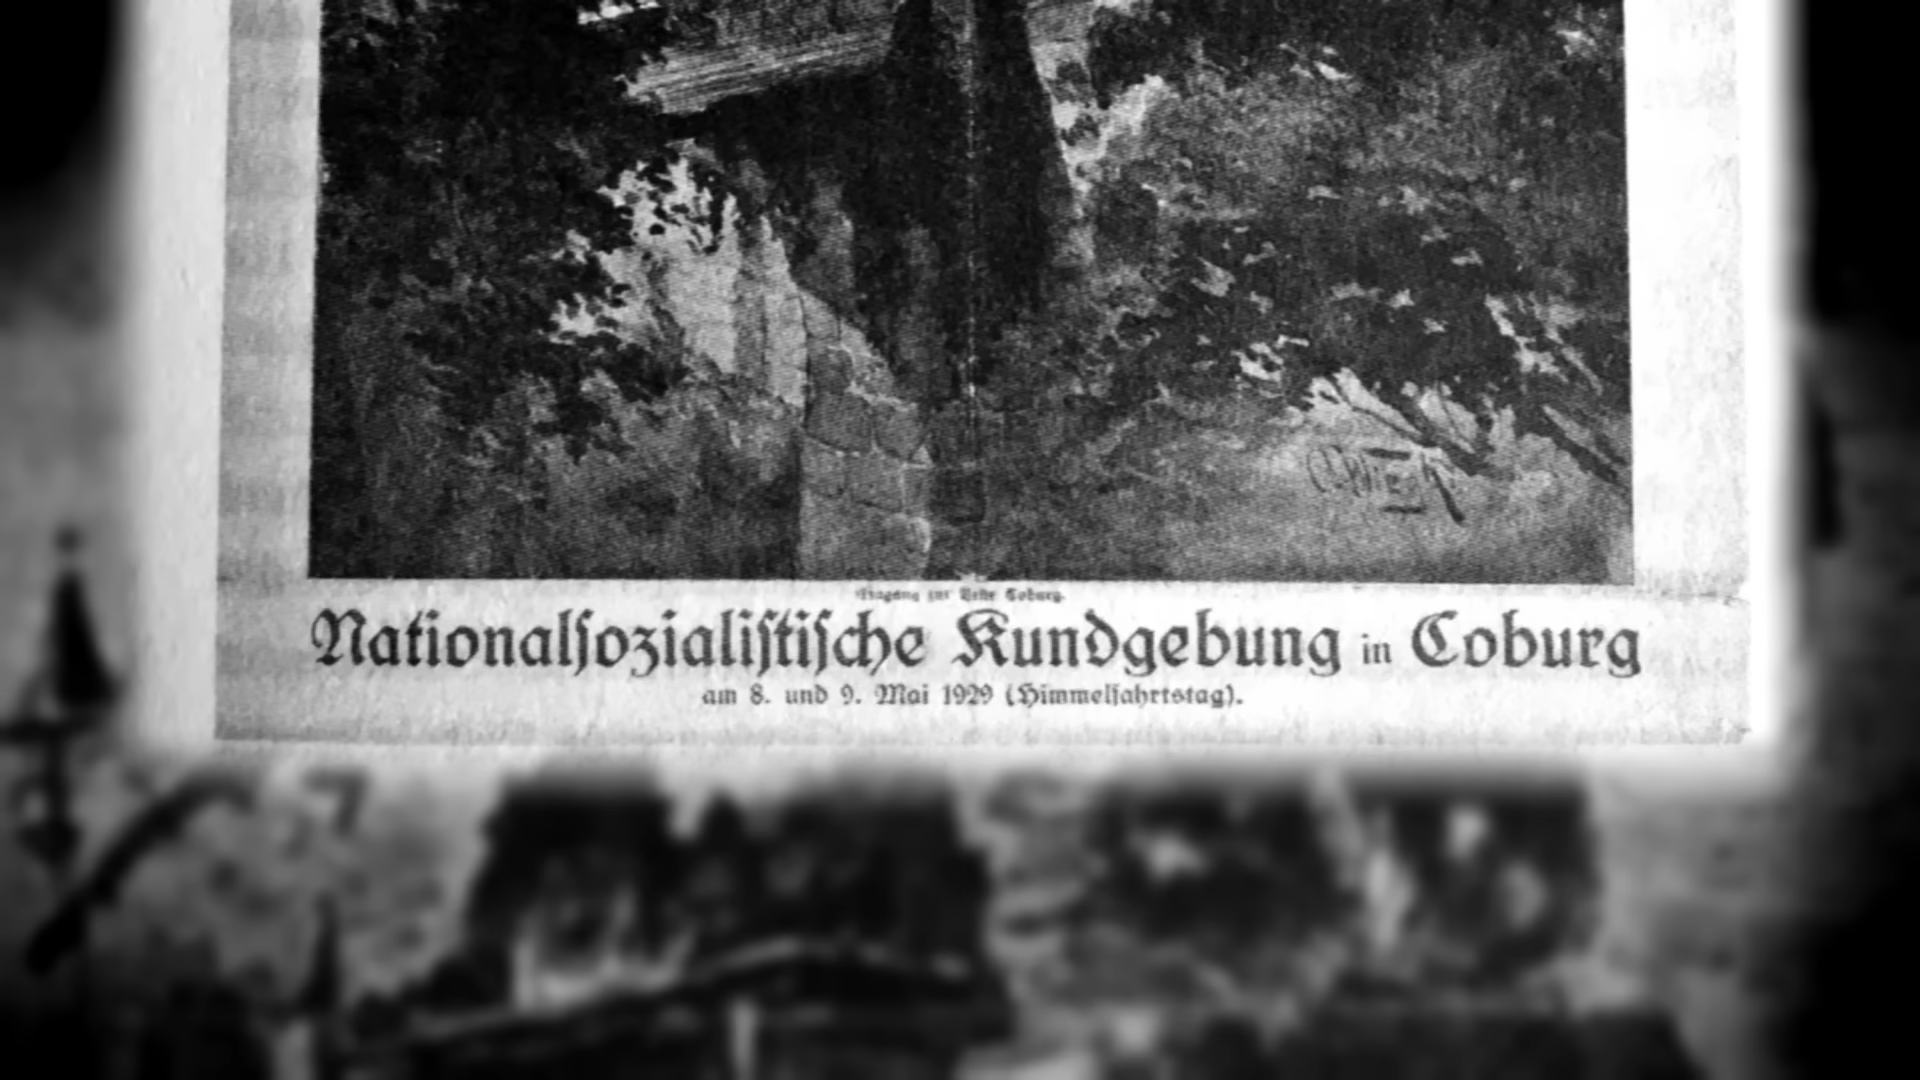 Eingang zur Veste Coburg.
Nationalſozialiſtiſche Kundgebung in Coburg
am 8. und 9. Mai 1929 (Himmelfahrtstag).